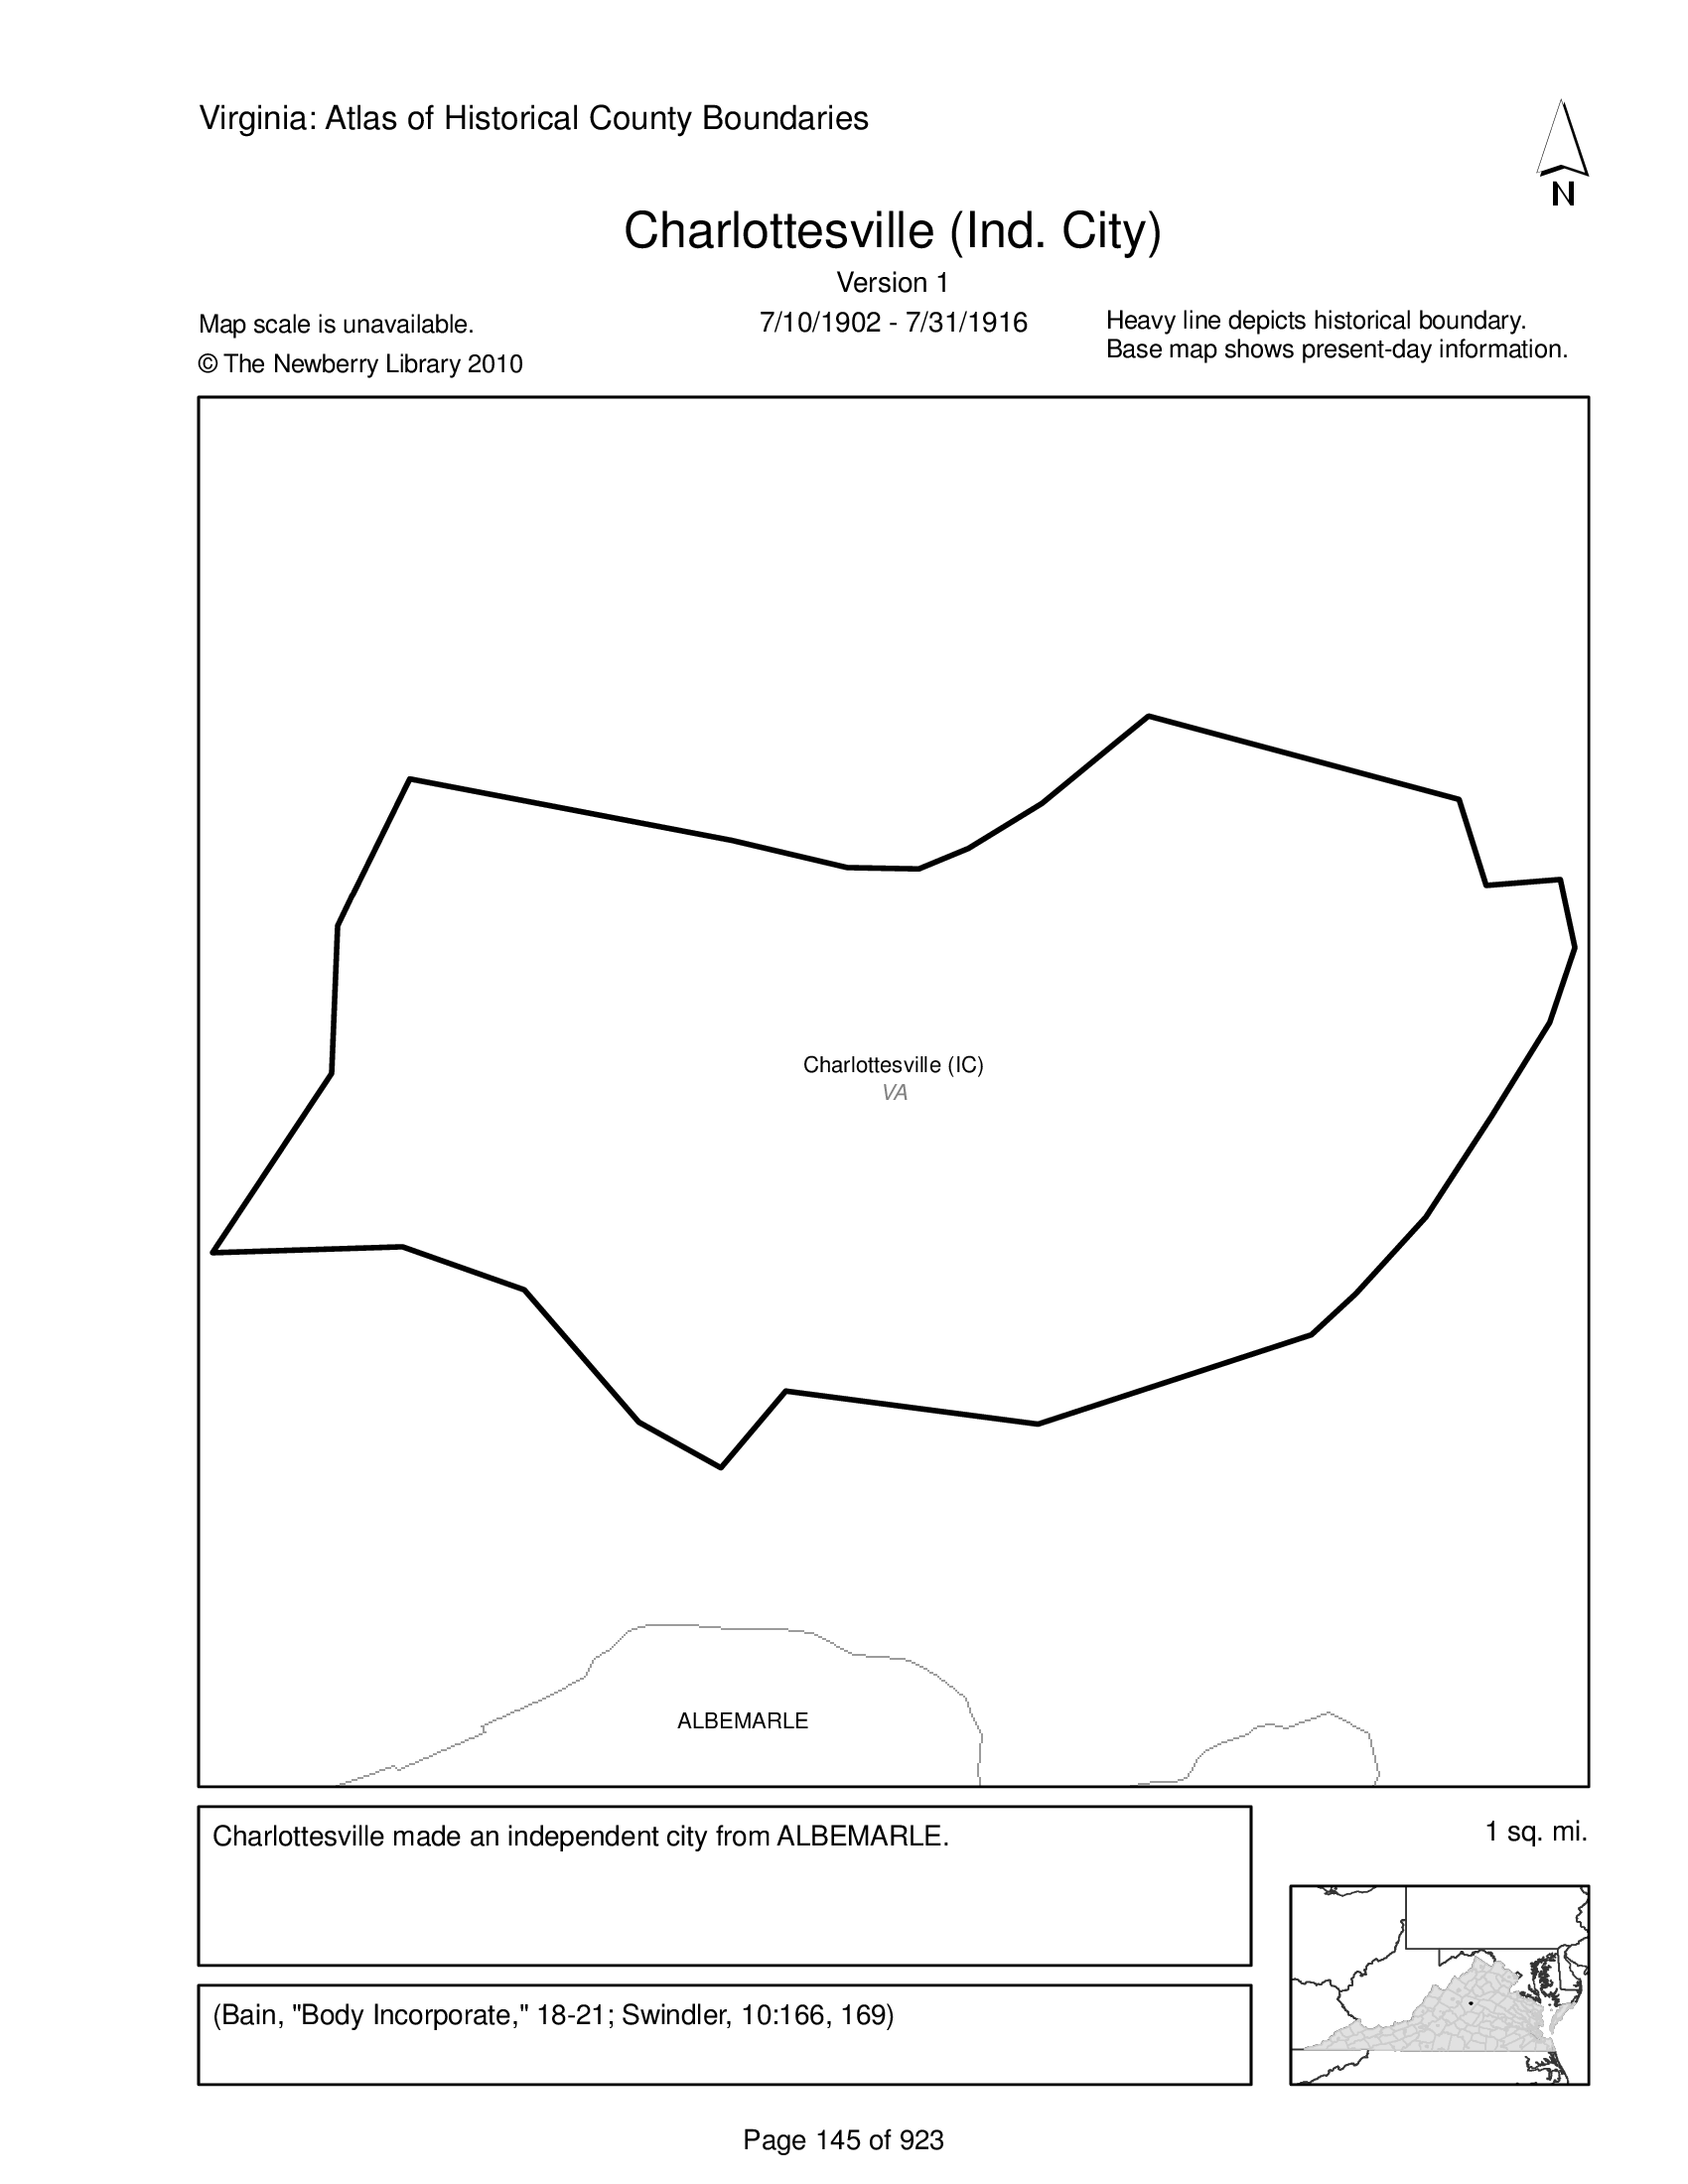 Virginia: Atlas of Historical County Boundaries
N
Charlottesville (Ind. City)
Version 1
7/10/1902 - 7/31/1916
Map scale is unavailable.
© The Newberry Library 2010
Heavy line depicts historical boundary.
Base map shows present-day information.
Charlottesville (IC)
VA
ALBEMARLE
Charlottesville made an independent city from ALBEMARLE.
1 sq. mi.
(Bain, "Body Incorporate," 18-21; Swindler, 10:166, 169)
Page 145 of 923